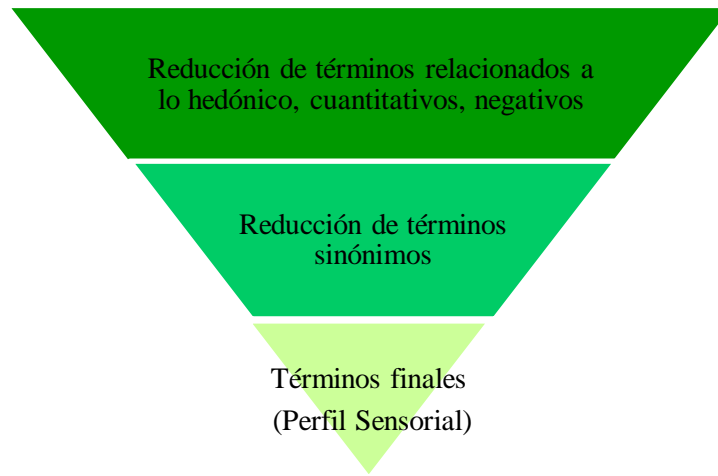 Reducción de términos relacionados a
lo hedónico, cuantitativos, negativos
Reducción de términos
sinónimos
Términos finales
(Perfil Sensorial)